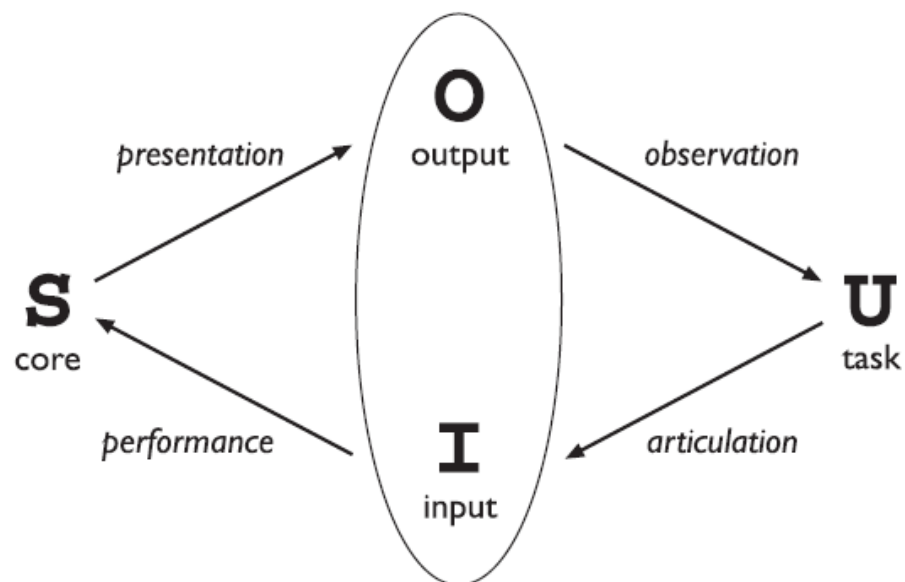 O
output
presentation
observation
S
core
U
task
performance
articulation
I
input